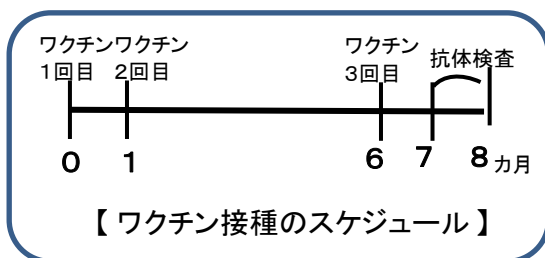 ワクチンワクチン ワクチン 抗体検査
1回目 2回目 3回目
0 1 6 7 8 カ月
【 ワクチン接種のスケジュール 】